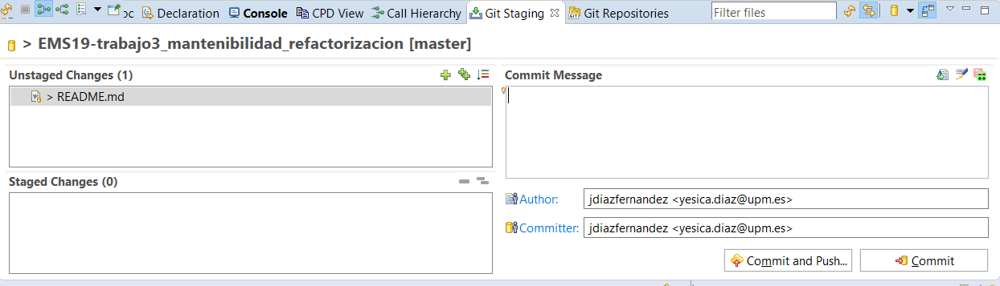 Declaration Console CPD View Call Hierarchy Git Staging Git Repositories Filter files
> EMS19-trabajo3_mantenibilidad_refactorizacion [master]
Unstaged Changes (1)
> README.md
Staged Changes (0)
Commit Message
Author: jdiazfernandez <yesica.diaz@upm.es>
Committer: jdiazfernandez <yesica.diaz@upm.es>
Commit and Push... Commit